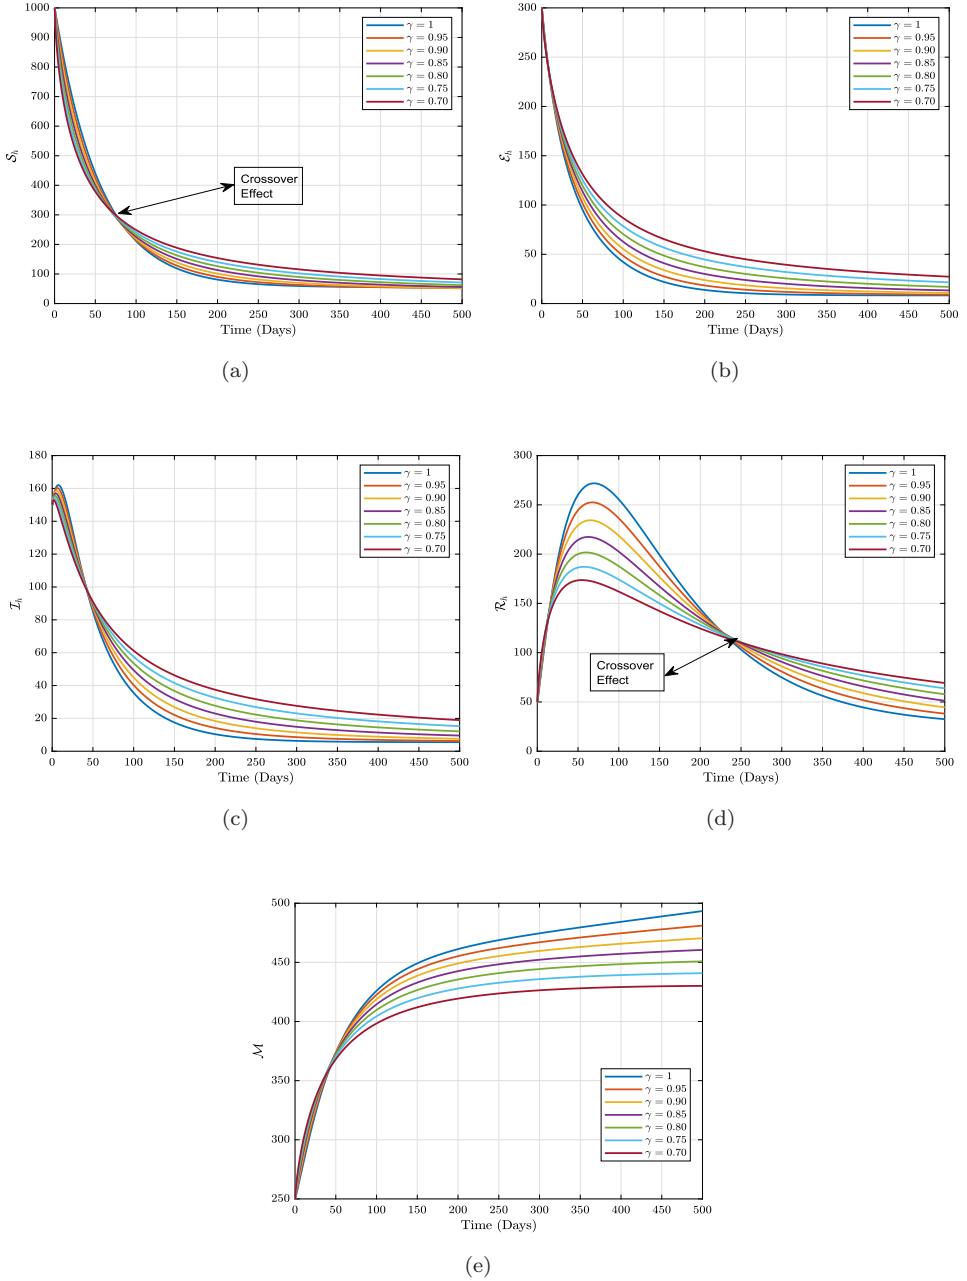 1000
900
800
700
600
500
400
300
200
100
0
0 50 100 150 200 250 300 350 400 450 500
Time (Days)
𝒮h
γ = 1
γ = 0.95
γ = 0.90
γ = 0.85
γ = 0.80
γ = 0.75
γ = 0.70
Crossover
Effect
(a)
300
250
200
150
100
50
0
0 50 100 150 200 250 300 350 400 450 500
Time (Days)
ℰh
γ = 1
γ = 0.95
γ = 0.90
γ = 0.85
γ = 0.80
γ = 0.75
γ = 0.70
(b)
180
160
140
120
100
80
60
40
20
0
0 50 100 150 200 250 300 350 400 450 500
Time (Days)
ℐh
γ = 1
γ = 0.95
γ = 0.90
γ = 0.85
γ = 0.80
γ = 0.75
γ = 0.70
(c)
300
250
200
150
100
50
0
0 50 100 150 200 250 300 350 400 450 500
Time (Days)
ℛh
γ = 1
γ = 0.95
γ = 0.90
γ = 0.85
γ = 0.80
γ = 0.75
γ = 0.70
Crossover
Effect
(d)
500
450
400
350
300
250
0 50 100 150 200 250 300 350 400 450 500
Time (Days)
ℳ
γ = 1
γ = 0.95
γ = 0.90
γ = 0.85
γ = 0.80
γ = 0.75
γ = 0.70
(e)